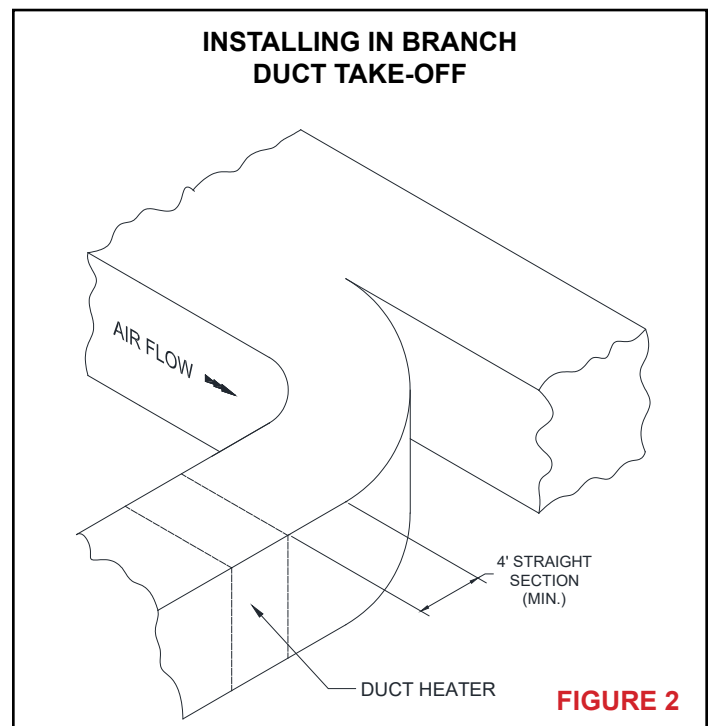 INSTALLING IN BRANCH
DUCT TAKE-OFF
AIR FLOW
4' STRAIGHT
SECTION
(MIN.)
DUCT HEATER
FIGURE 2